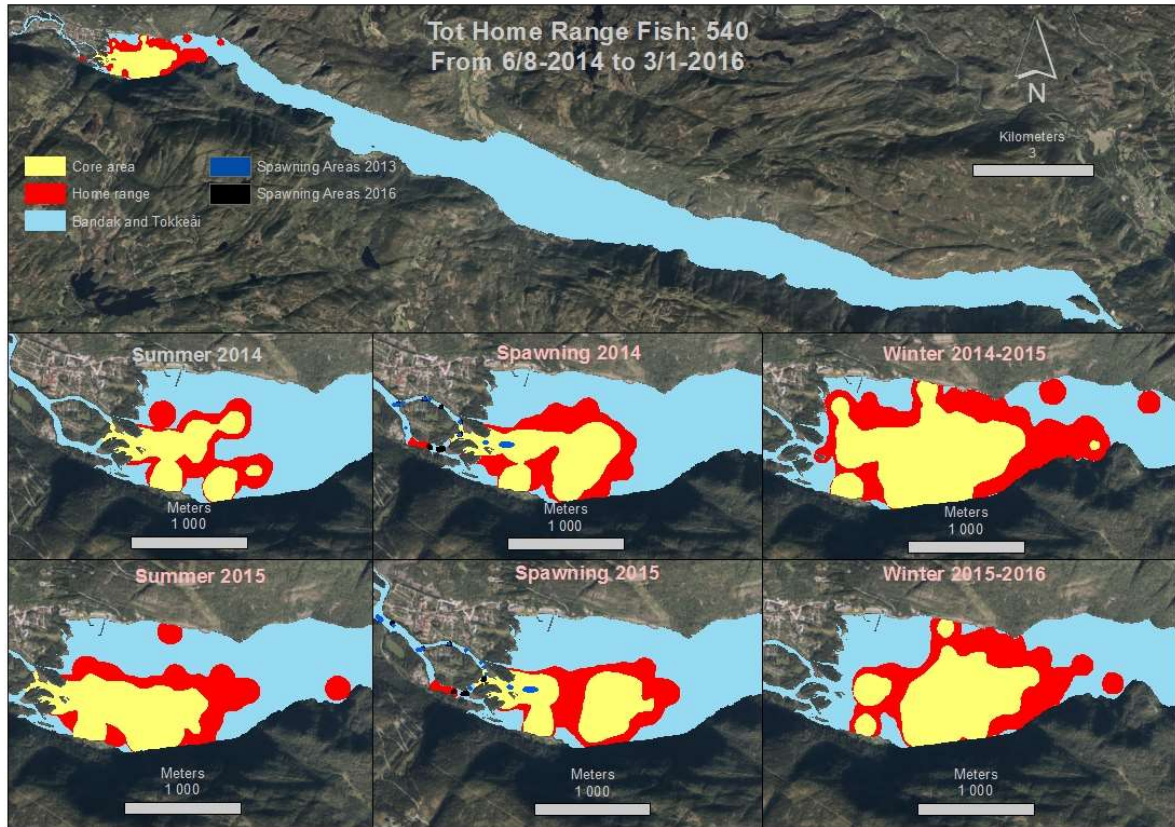 Tot Home Range Fish: 540
From 6/8-2014 to 3/1-2016
N
Kilometers
3
Core area
Spawning Areas 2013
Home range
Spawning Areas 2016
Bandak and Tokkeåi
Summer 2014
Meters
1 000
Spawning 2014
Meters
1 000
Winter 2014-2015
Meters
1 000
Summer 2015
Meters
1 000
Spawning 2015
Meters
1 000
Winter 2015-2016
Meters
1 000